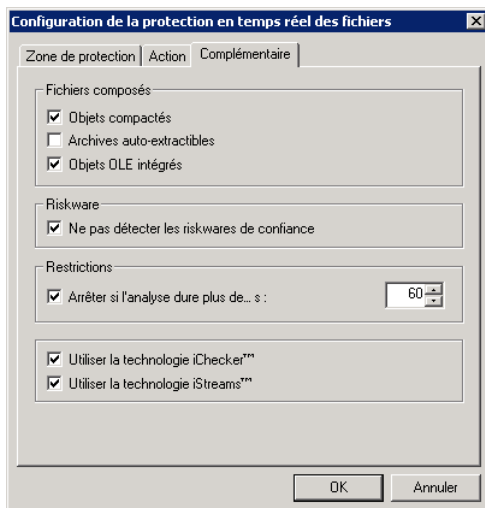 Configuration de la protection en temps réel des fichiers
Zone de protection Action Complémentaire
Fichiers composés
Objets compactés
Archives auto-extractibles
Objets OLE intégrés
Riskware
Ne pas détecter les riskwares de confiance
Restrictions
Arrêter si l'analyse dure plus de... s : 60
Utiliser la technologie iChecker™
Utiliser la technologie iStreams™
OK Annuler